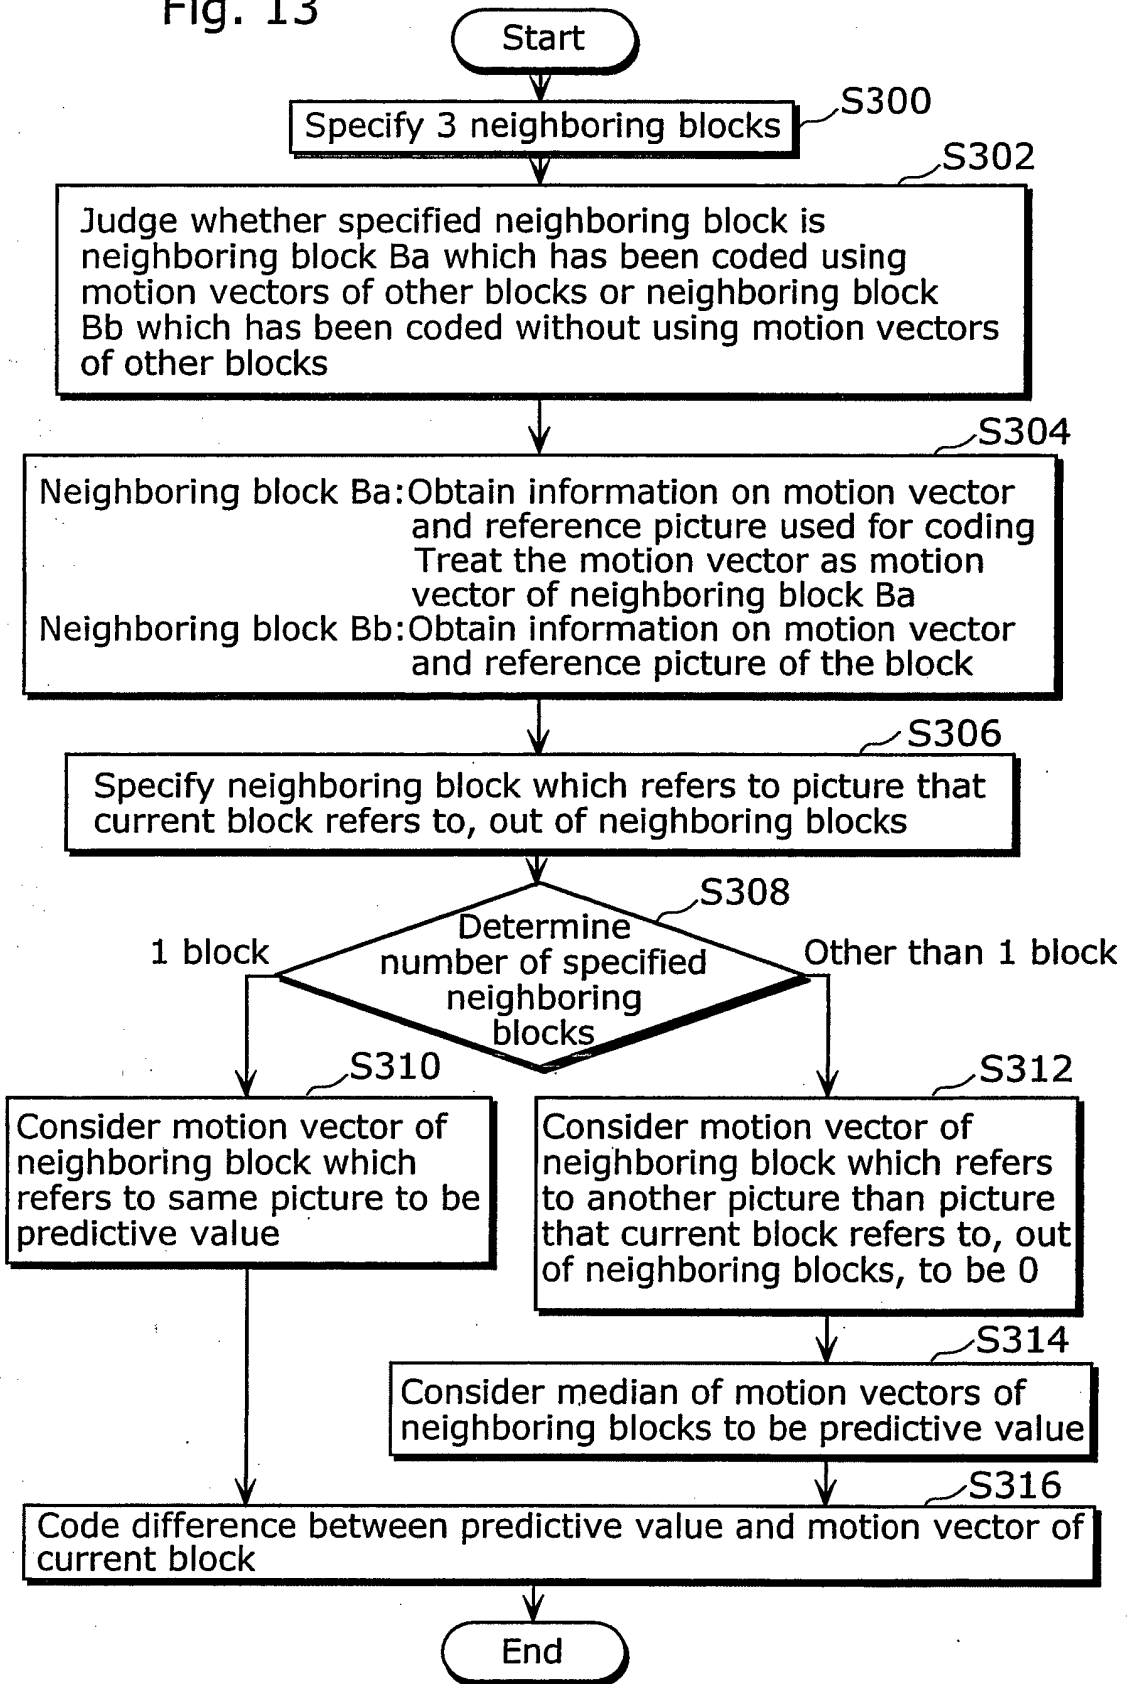 Fig. 13
Start
S300
Specify 3 neighboring blocks
S302
Judge whether specified neighboring block is
neighboring block Ba which has been coded using
motion vectors of other blocks or neighboring block
Bb which has been coded without using motion vectors
of other blocks
S304
Neighboring block Ba:Obtain information on motion vector
and reference picture used for coding
Treat the motion vector as motion
vector of neighboring block Ba
Neighboring block Bb:Obtain information on motion vector
and reference picture of the block
S306
Specify neighboring block which refers to picture that
current block refers to, out of neighboring blocks
S308
Determine
number of specified
neighboring
blocks
1 block
Other than 1 block
S310
Consider motion vector of
neighboring block which
refers to same picture to be
predictive value
S312
Consider motion vector of
neighboring block which refers
to another picture than picture
that current block refers to, out
of neighboring blocks, to be 0
S314
Consider median of motion vectors of
neighboring blocks to be predictive value
S316
Code difference between predictive value and motion vector of
current block
End